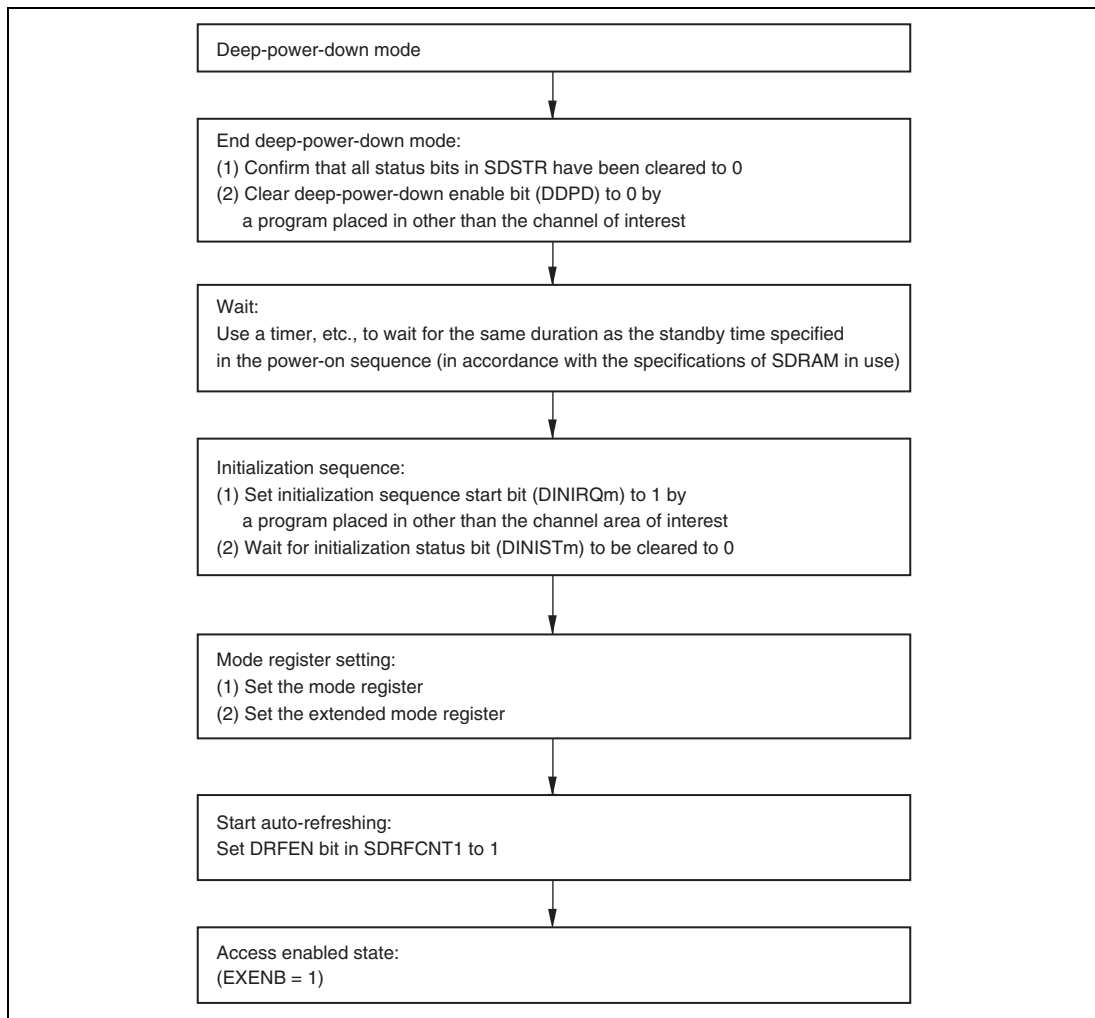 Deep-power-down mode
End deep-power-down mode:
(1) Confirm that all status bits in SDSTR have been cleared to 0
(2) Clear deep-power-down enable bit (DDPD) to 0 by
a program placed in other than the channel of interest
Wait:
Use a timer, etc., to wait for the same duration as the standby time specified
in the power-on sequence (in accordance with the specifications of SDRAM in use)
Initialization sequence:
(1) Set initialization sequence start bit (DINIRQm) to 1 by
a program placed in other than the channel area of interest
(2) Wait for initialization status bit (DINISTm) to be cleared to 0
Mode register setting:
(1) Set the mode register
(2) Set the extended mode register
Start auto-refreshing:
Set DRFEN bit in SDRFCNT1 to 1
Access enabled state:
(EXENB = 1)